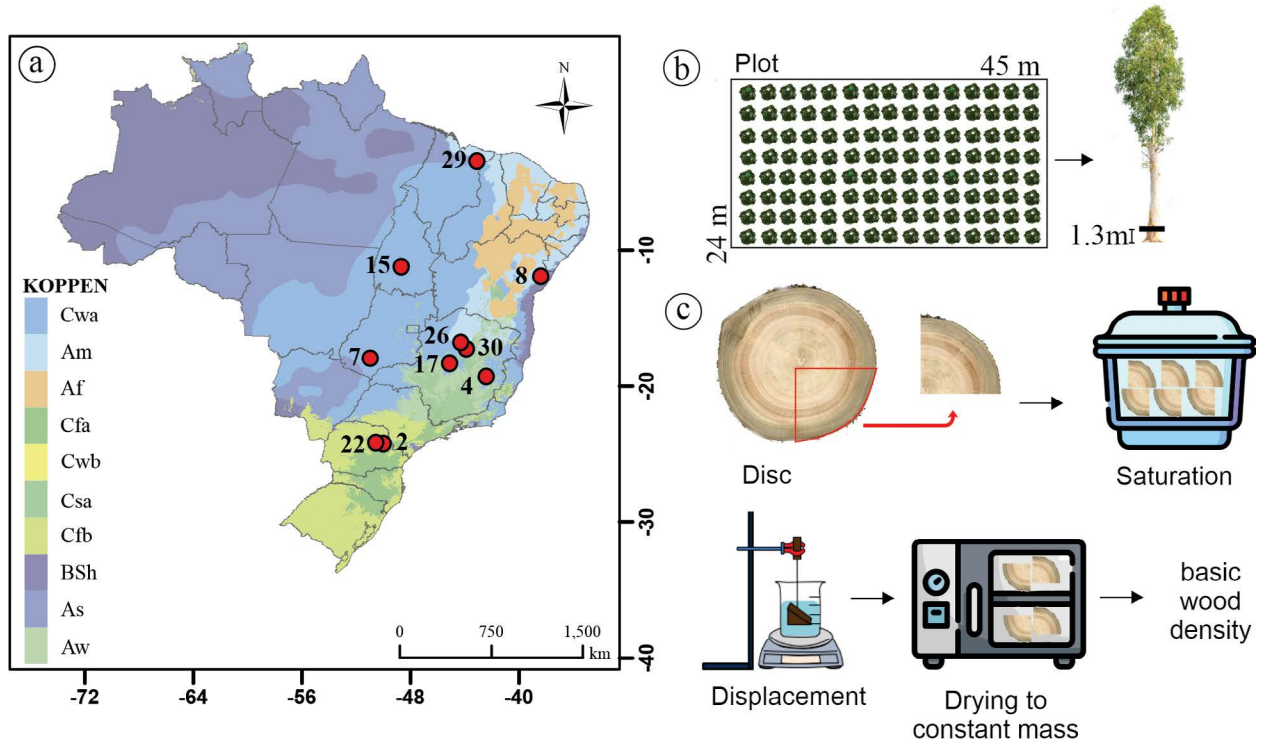 a
N
29
15
8
26
30
7
17
4
22
2
KOPPEN
Cwa
Am
Af
Cfa
Cwb
Csa
Cfb
BSh
As
Aw
0 750 1,500
km
-10
-20
-30
-40
-72 -64 -56 -48 -40
b
Plot 45 m
24 m
1.3m
c
Disc
Saturation
Displacement
Drying to
constant mass
basic
wood
density